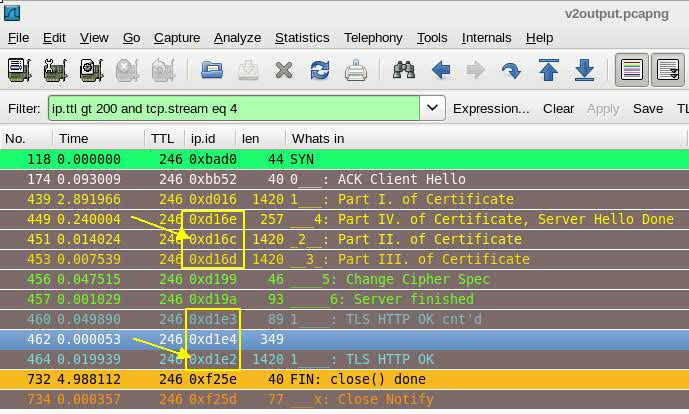 v2output.pcapng
File Edit View Go Capture Analyze Statistics Telephony Tools Internals Help
Filter: ip.ttl gt 200 and tcp.stream eq 4 Expression... Clear Apply Save TL
No. Time TTL ip.id len Whats in
118 0.000000 246 0xbad0 44 SYN
174 0.093009 246 0xbb52 40 0___: ACK Client Hello
439 2.891966 246 0xd016 1420 1___: Part I. of Certificate
449 0.240004 246 0xd16e 257 ___4: Part IV. of Certificate, Server Hello Done
451 0.014024 246 0xd16c 1420 _2__: Part II. of Certificate
453 0.007539 246 0xd16d 1420 __3_: Part III. of Certificate
456 0.047515 246 0xd199 46 ____5: Change Cipher Spec
457 0.001029 246 0xd19a 93 _____6: Server finished
460 0.049890 246 0xd1e3 89 1____: TLS HTTP OK cnt'd
462 0.000053 246 0xd1e4 349
464 0.019939 246 0xd1e2 1420 1____: TLS HTTP OK
732 4.988112 246 0xf25e 40 FIN: close() done
734 0.000357 246 0xf25d 77 ___x: Close Notify